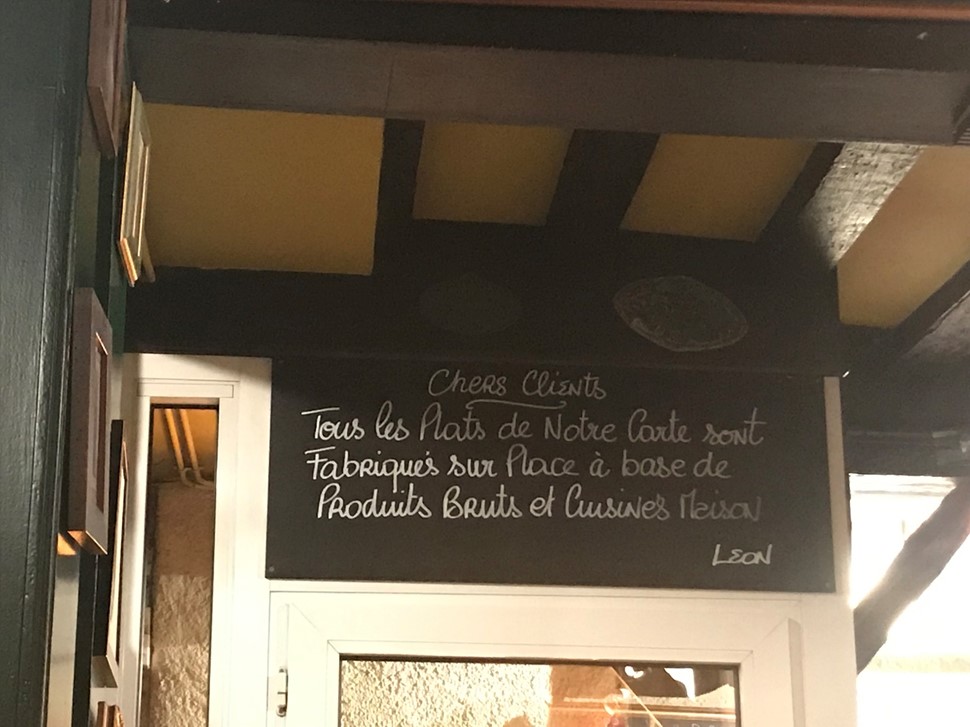 Chers Clients
Tous les Plats de Notre Carte sont
Fabriqués sur Place à base de
Produits Bruts et Cuisinés Maison
LEON